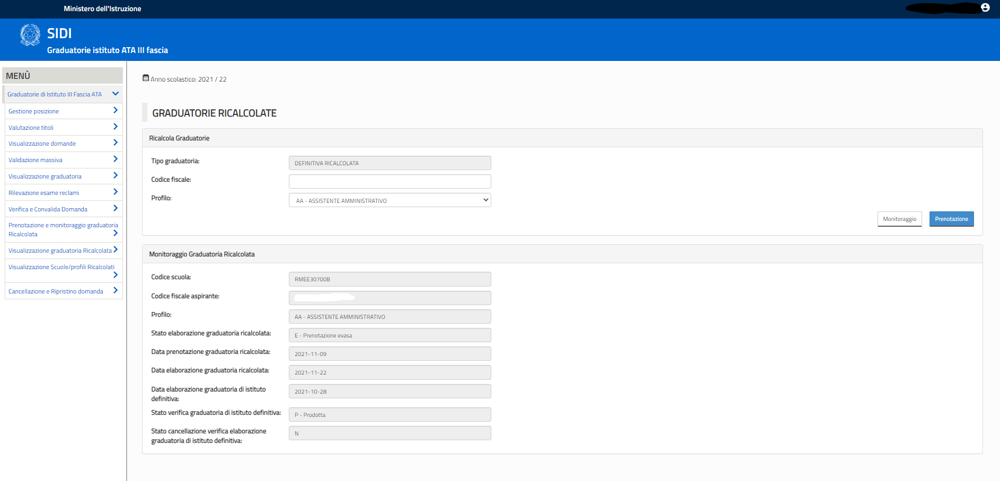 Ministero dell'Istruzione
SIDI
Graduatorie istituto ATA III fascia
MENÙ
Graduatorie di Istituto III Fascia ATA
Gestione posizione
Valutazione titoli
Visualizzazione domande
Validazione massiva
Visualizzazione graduatoria
Rilevazione esame reclami
Verifica e Convalida Domanda
Prenotazione e monitoraggio graduatoria
Ricalcolata
Visualizzazione graduatoria Ricalcolata
Visualizzazione Scuole/profili Ricalcolati
Cancellazione e Ripristino domanda
Anno scolastico: 2021 / 22
GRADUATORIE RICALCOLATE
Ricalcola Graduatorie
Tipo graduatoria: DEFINITIVA RICALCOLATA
Codice fiscale:
Profilo: AA - ASSISTENTE AMMINISTRATIVO
Monitoraggio Prenotazione
Monitoraggio Graduatoria Ricalcolata
Codice scuola: RMEE30700B
Codice fiscale aspirante:
Profilo: AA - ASSISTENTE AMMINISTRATIVO
Stato elaborazione graduatoria ricalcolata: E - Prenotazione evasa
Data prenotazione graduatoria ricalcolata: 2021-11-09
Data elaborazione graduatoria ricalcolata: 2021-11-22
Data elaborazione graduatoria di istituto
definitiva: 2021-10-28
Stato verifica graduatoria di istituto definitiva: P - Prodotta
Stato cancellazione verifica elaborazione
graduatoria di istituto definitiva: N